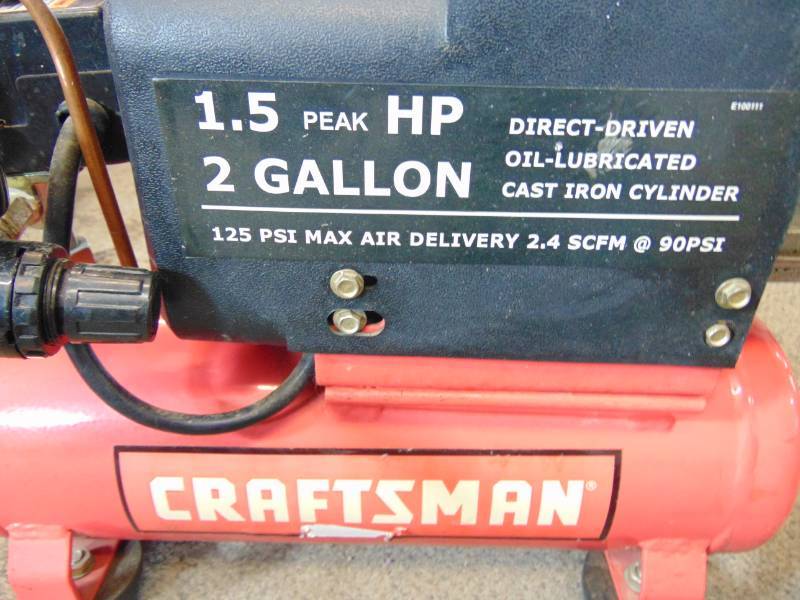 1.5 PEAK HP
2 GALLON
DIRECT-DRIVEN
OIL-LUBRICATED
CAST IRON CYLINDER
E100111
125 PSI MAX AIR DELIVERY 2.4 SCFM @ 90PSI
CRAFTSMAN®